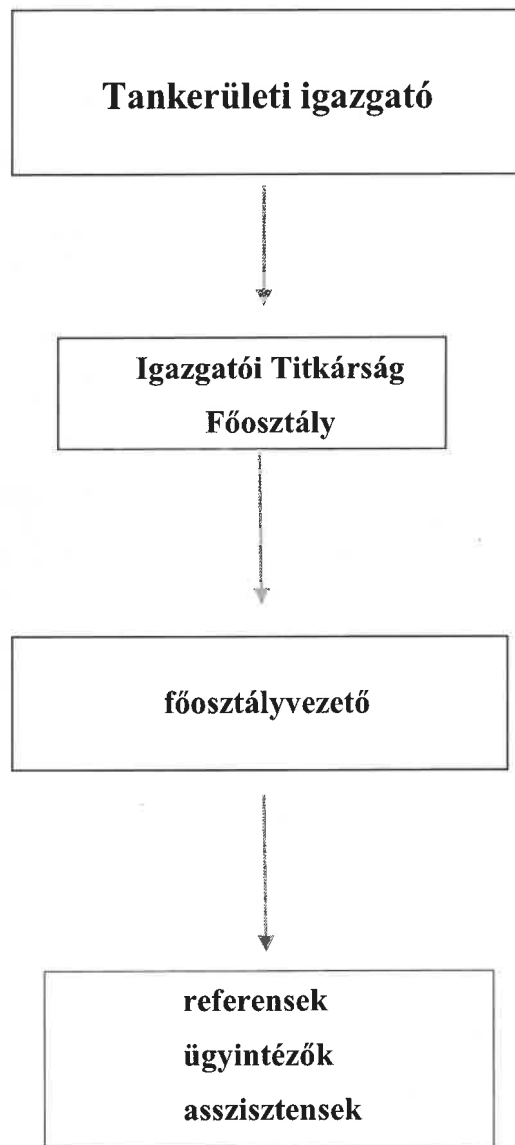 Tankerületi igazgató
Igazgatói Titkárság
Főosztály
főosztályvezető
referensek
ügyintézők
asszisztensek